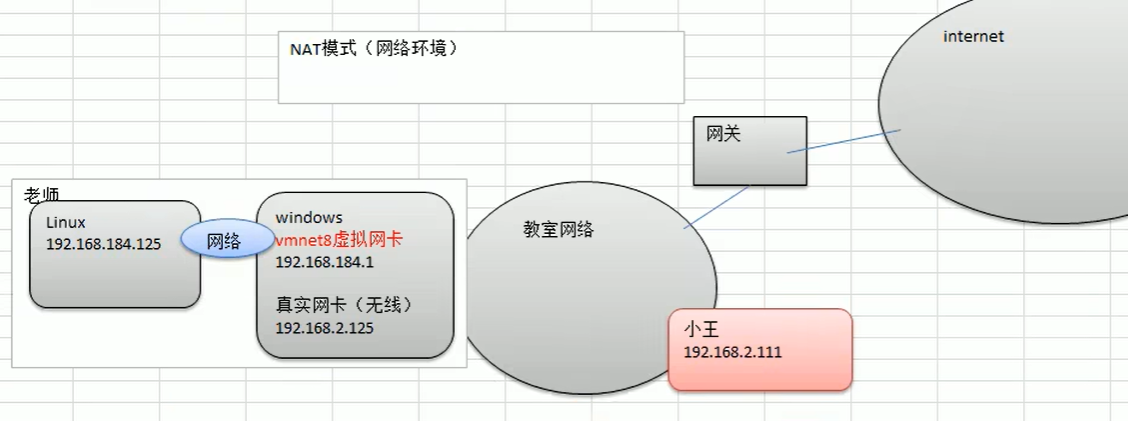 NAT模式（网络环境）
internet
网关
老师
Linux
192.168.184.125
网络
windows
vmnet8虚拟网卡
192.168.184.1
真实网卡（无线）
192.168.2.125
教室网络
小王
192.168.2.111